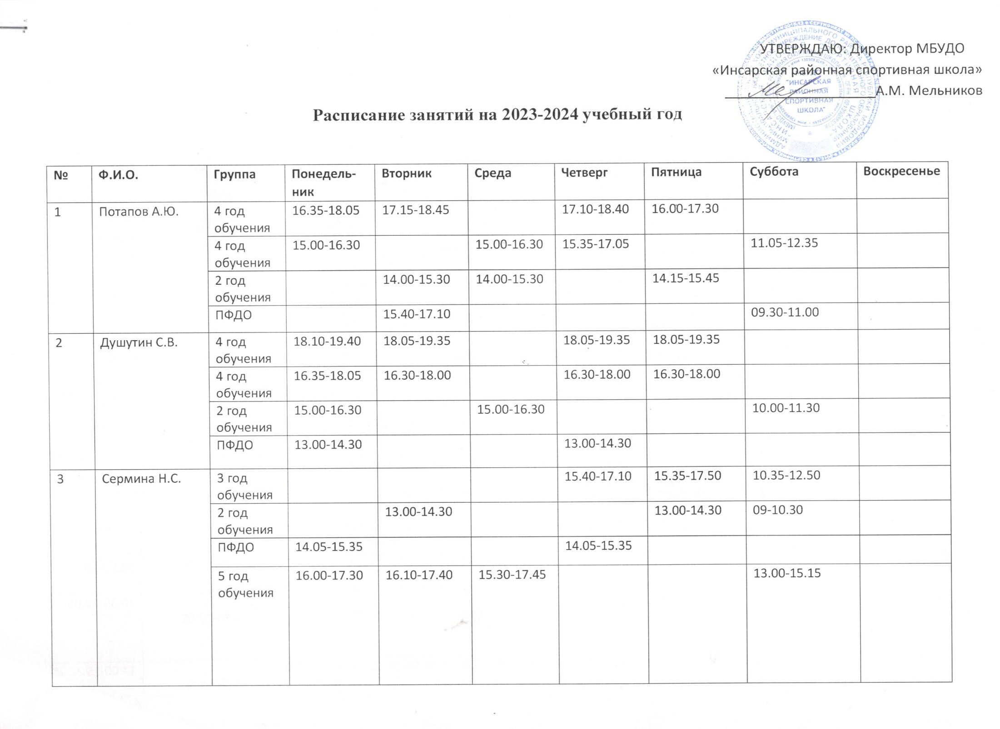 УТВЕРЖДАЮ: Директор МБУДО
«Инсарская районная спортивная школа»
А.М. Мельников
МБУДО
"ИНСАРСКАЯ
РАЙОННАЯ
СПОРТИВНАЯ
ШКОЛА"
Расписание занятий на 2023-2024 учебный год
№ Ф.И.О. Группа Понедель- Вторник Среда Четверг Пятница Суббота Воскресенье
ник
1 Потапов А.Ю. 4 год 16.35-18.05 17.15-18.45 17.10-18.40 16.00-17.30
обучения
4 год 15.00-16.30 15.00-16.30 15.35-17.05 11.05-12.35
обучения
2 год 14.00-15.30 14.00-15.30 14.15-15.45
обучения
ПФДО 15.40-17.10 09.30-11.00
2 Душутин С.В. 4 год 18.10-19.40 18.05-19.35 18.05-19.35 18.05-19.35
обучения
4 год 16.35-18.05 16.30-18.00 16.30-18.00 16.30-18.00
обучения
2 год 15.00-16.30 15.00-16.30 10.00-11.30
обучения
ПФДО 13.00-14.30 13.00-14.30
3 Сермина Н.С. 3 год 15.40-17.10 15.35-17.50 10.35-12.50
обучения
2 год 13.00-14.30 13.00-14.30 09-10.30
обучения
ПФДО 14.05-15.35 14.05-15.35
5 год 16.00-17.30 16.10-17.40 15.30-17.45 13.00-15.15
обучения